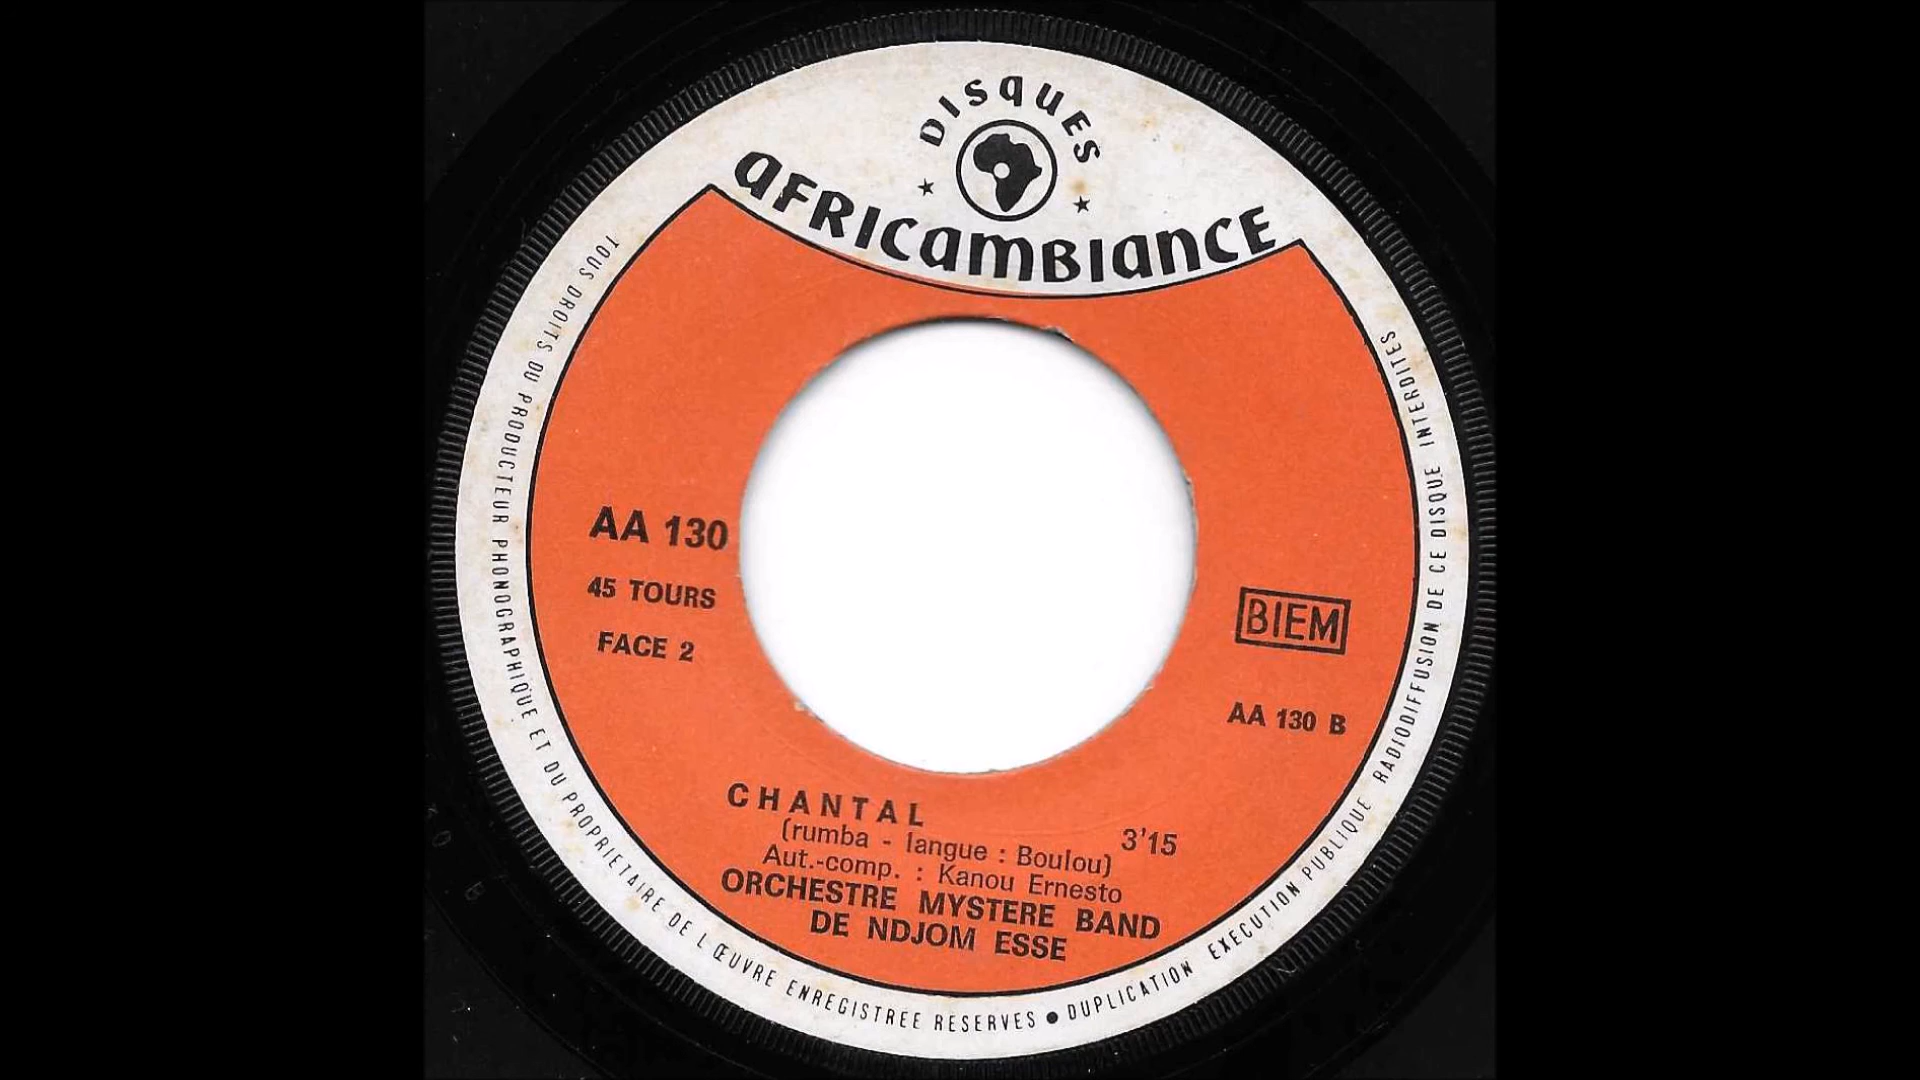 DISQUES
AFRICAMBIANCE
AA 130
45 TOURS
FACE 2
BIEM
AA 130 B
CHANTAL
3'15
(rumba - langue : Boulou)
Aut.-comp. : Kanou Ernesto
ORCHESTRE MYSTERE BAND
DE NDJOM ESSE
TOUS DROITS DU PRODUCTEUR PHONOGRAPHIQUE ET DU PROPRIETAIRE DE L ŒUVRE ENREGISTREE RESERVES ● DUPLICATION EXECUTION PUBLIQUE RADIODIFFUSION DE CE DISQUE INTERDITES